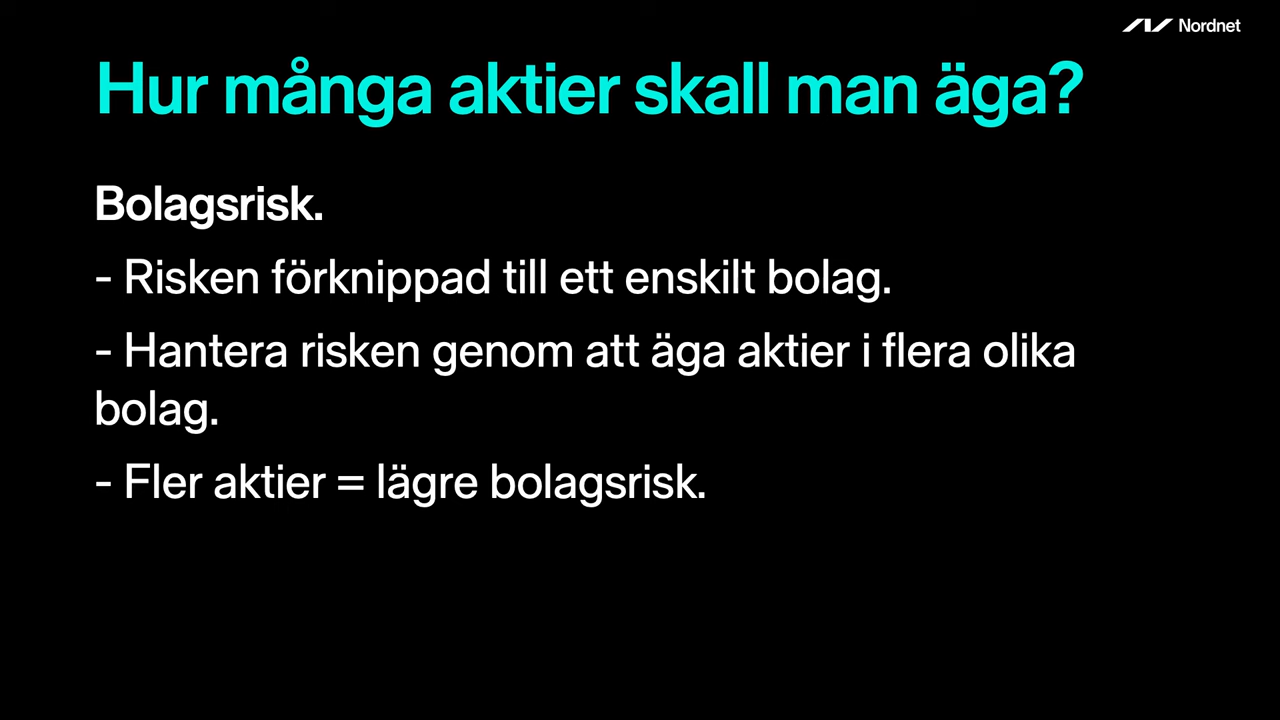 Nordnet
Hur många aktier skall man äga?
Bolagsrisk.
- Risken förknippad till ett enskilt bolag.
- Hantera risken genom att äga aktier i flera olika
bolag.
- Fler aktier = lägre bolagsrisk.